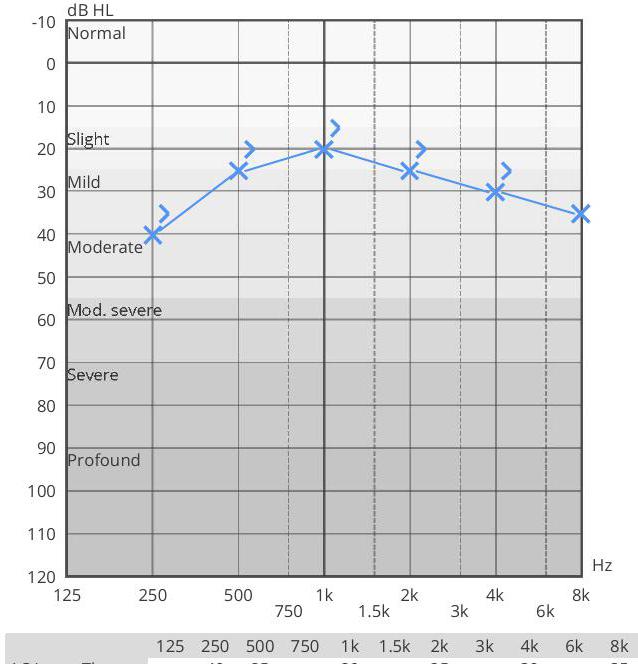 dB HL
-10
Normal
0
10
Slight
20
Mild
30
40
Moderate
50
Mod. severe
60
70
Severe
80
90
Profound
100
110
120
Hz
125 250 500 1k 2k 4k 8k
750 1.5k 3k 6k
125 250 500 750 1k 1.5k 2k 3k 4k 6k 8k